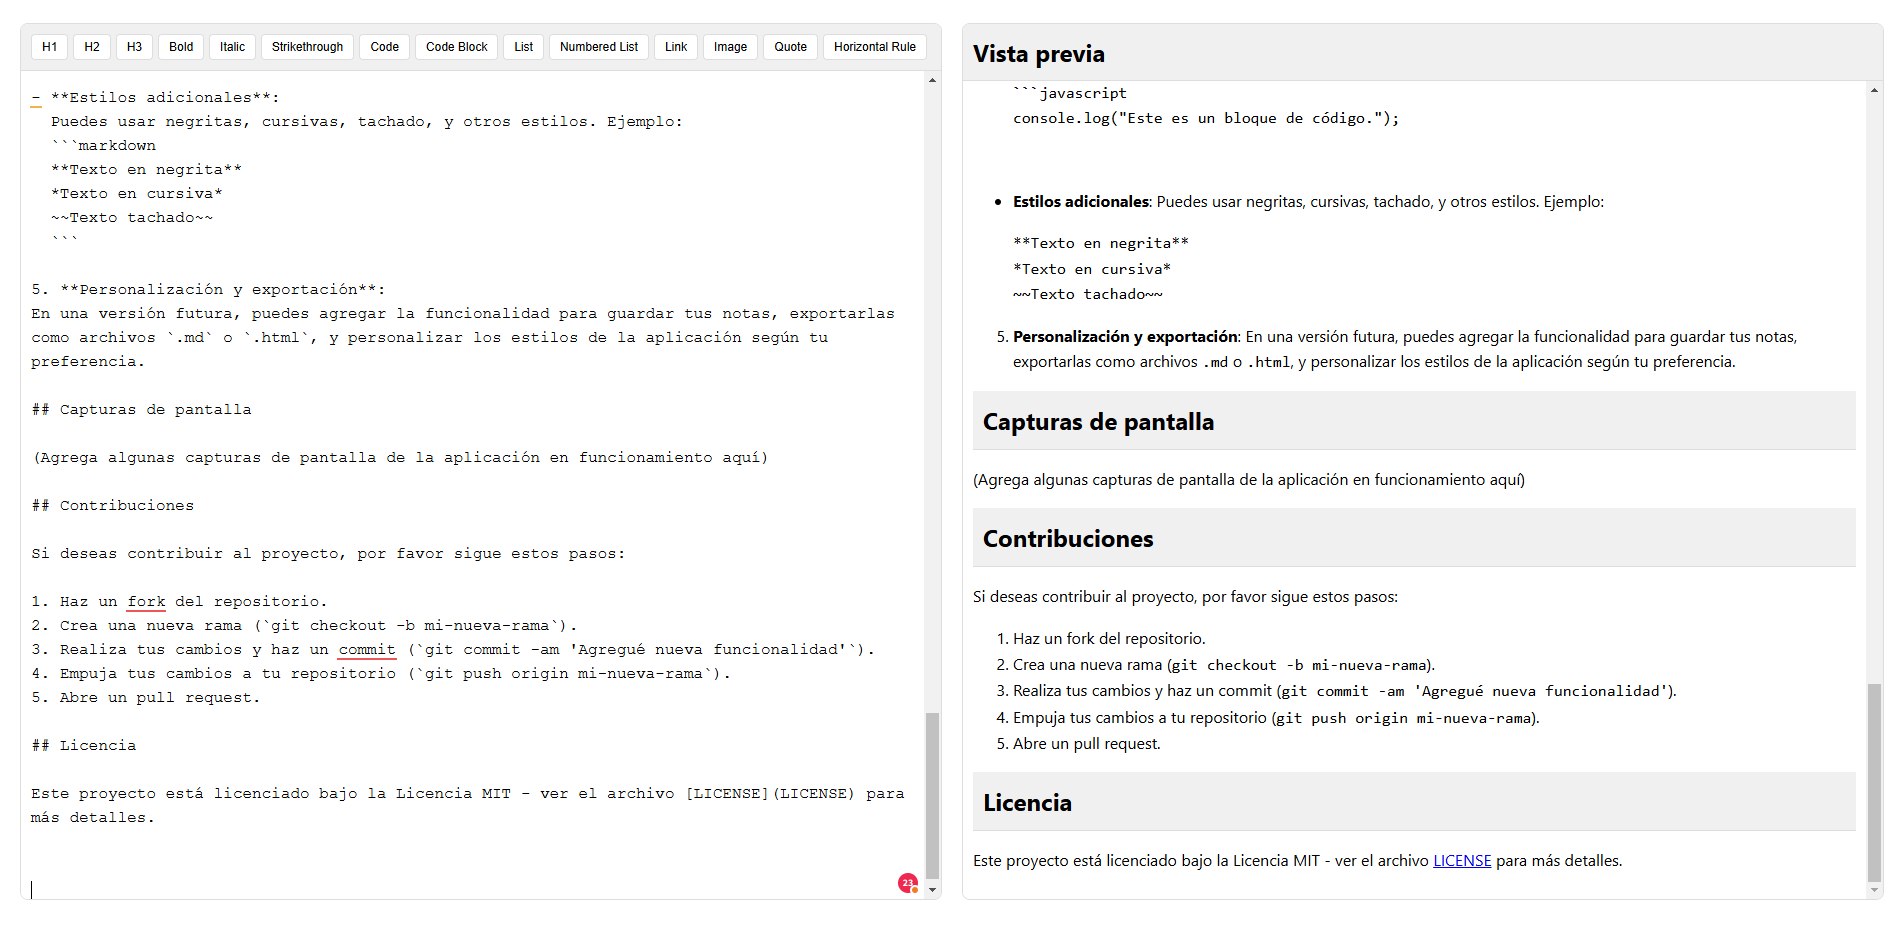 H1 H2 H3 Bold Italic Strikethrough Code Code Block List Numbered List Link Image Quote Horizontal Rule
- **Estilos adicionales**:
Puedes usar negritas, cursivas, tachado, y otros estilos. Ejemplo:
```markdown
**Texto en negrita**
*Texto en cursiva*
~~Texto tachado~~
```
5. **Personalización y exportación**:
En una versión futura, puedes agregar la funcionalidad para guardar tus notas, exportarlas
como archivos `.md` o `.html`, y personalizar los estilos de la aplicación según tu
preferencia.
## Capturas de pantalla
(Agrega algunas capturas de pantalla de la aplicación en funcionamiento aquí)
## Contribuciones
Si deseas contribuir al proyecto, por favor sigue estos pasos:
1. Haz un fork del repositorio.
2. Crea una nueva rama (`git checkout -b mi-nueva-rama`).
3. Realiza tus cambios y haz un commit (`git commit -am 'Agregué nueva funcionalidad'`).
4. Empuja tus cambios a tu repositorio (`git push origin mi-nueva-rama`).
5. Abre un pull request.
## Licencia
Este proyecto está licenciado bajo la Licencia MIT - ver el archivo [LICENSE](LICENSE) para
más detalles.
23
Vista previa
```javascript
console.log("Este es un bloque de código.");
• Estilos adicionales: Puedes usar negritas, cursivas, tachado, y otros estilos. Ejemplo:
**Texto en negrita**
*Texto en cursiva*
~~Texto tachado~~
5. Personalización y exportación: En una versión futura, puedes agregar la funcionalidad para guardar tus notas,
exportarlas como archivos .md o .html, y personalizar los estilos de la aplicación según tu preferencia.
Capturas de pantalla
(Agrega algunas capturas de pantalla de la aplicación en funcionamiento aquí)
Contribuciones
Si deseas contribuir al proyecto, por favor sigue estos pasos:
1. Haz un fork del repositorio.
2. Crea una nueva rama (git checkout -b mi-nueva-rama).
3. Realiza tus cambios y haz un commit (git commit -am 'Agregué nueva funcionalidad').
4. Empuja tus cambios a tu repositorio (git push origin mi-nueva-rama).
5. Abre un pull request.
Licencia
Este proyecto está licenciado bajo la Licencia MIT - ver el archivo LICENSE para más detalles.